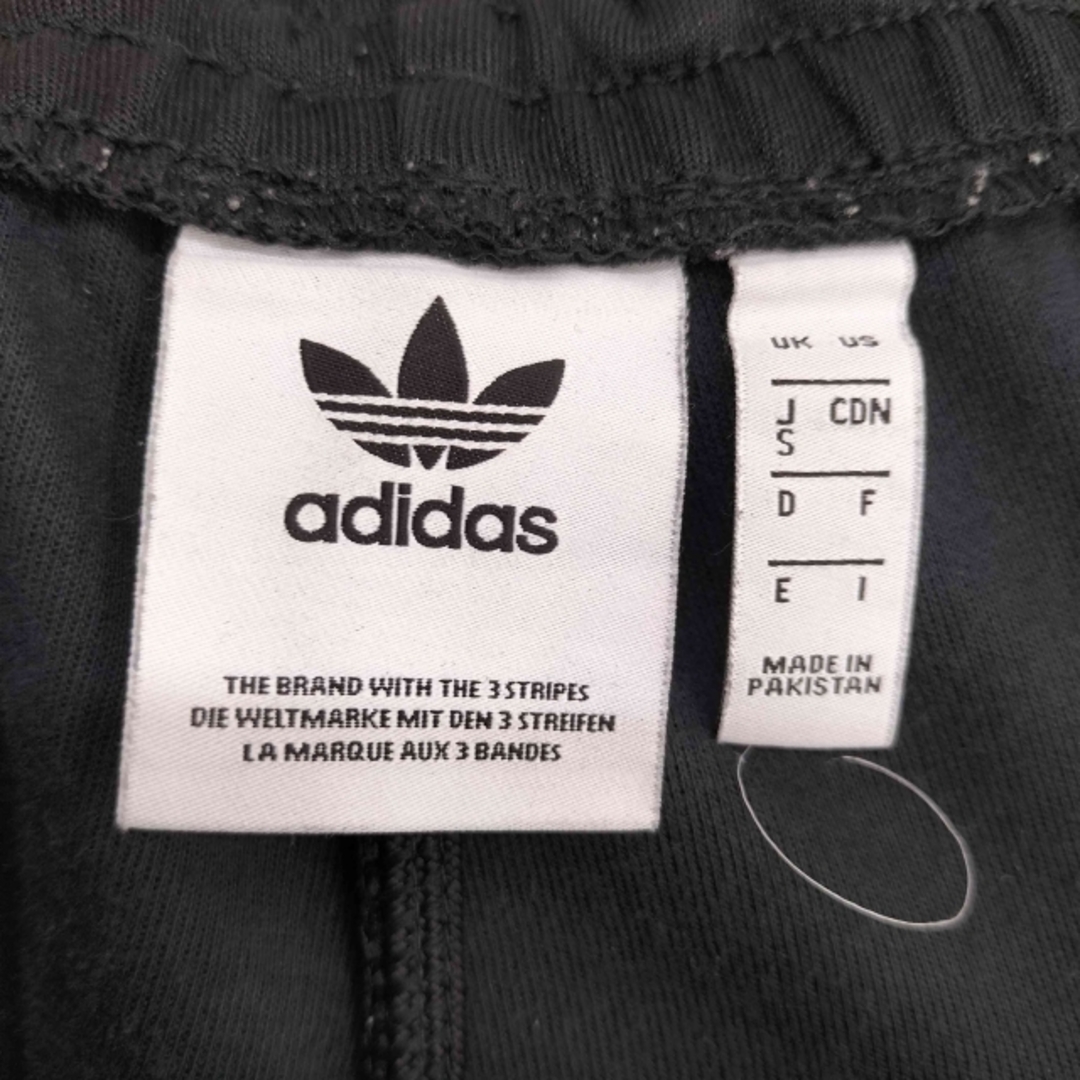 adidas
THE BRAND WITH THE 3 STRIPES
DIE WELTMARKE MIT DEN 3 STREIFEN
LA MARQUE AUX 3 BANDES
UK US
J CDN
S
D F
E I
MADE IN
PAKISTAN